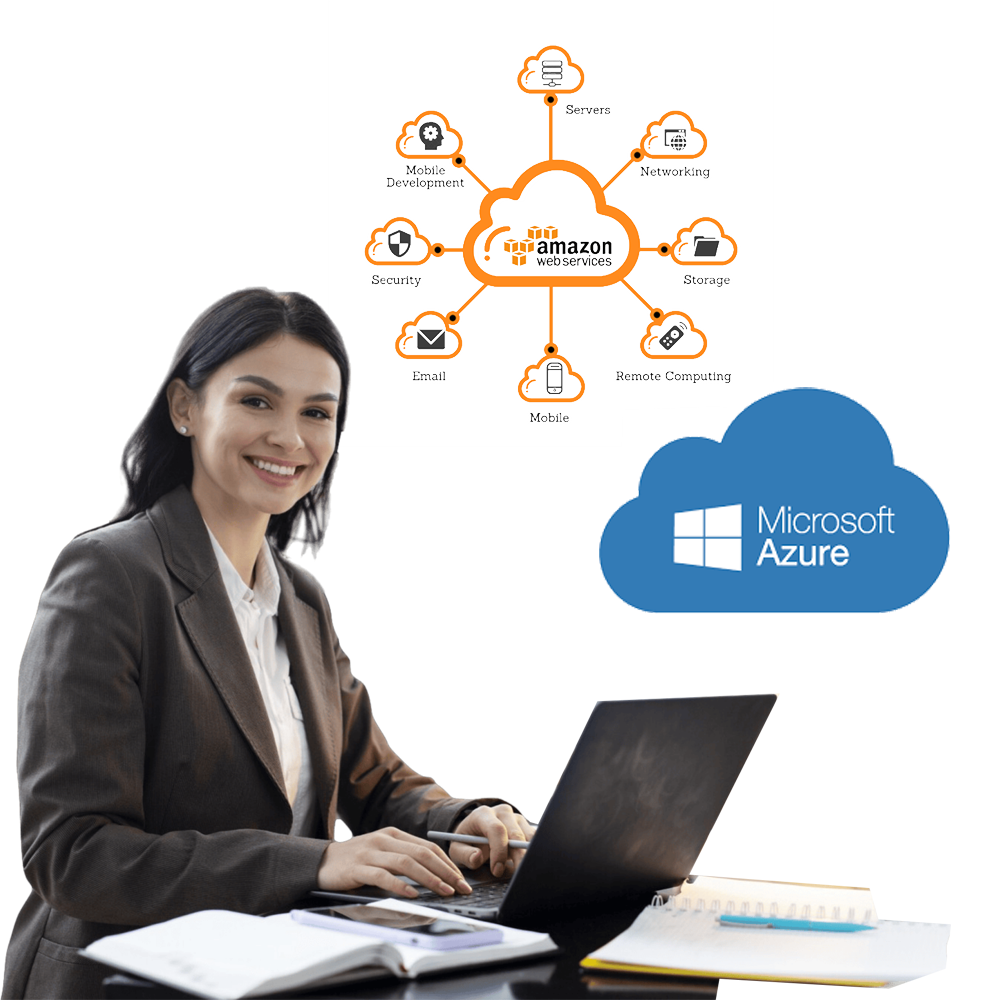 Servers
Mobile
Development
Networking
amazon
web services
Security
Storage
Email
Remote Computing
Mobile
Microsoft
Azure